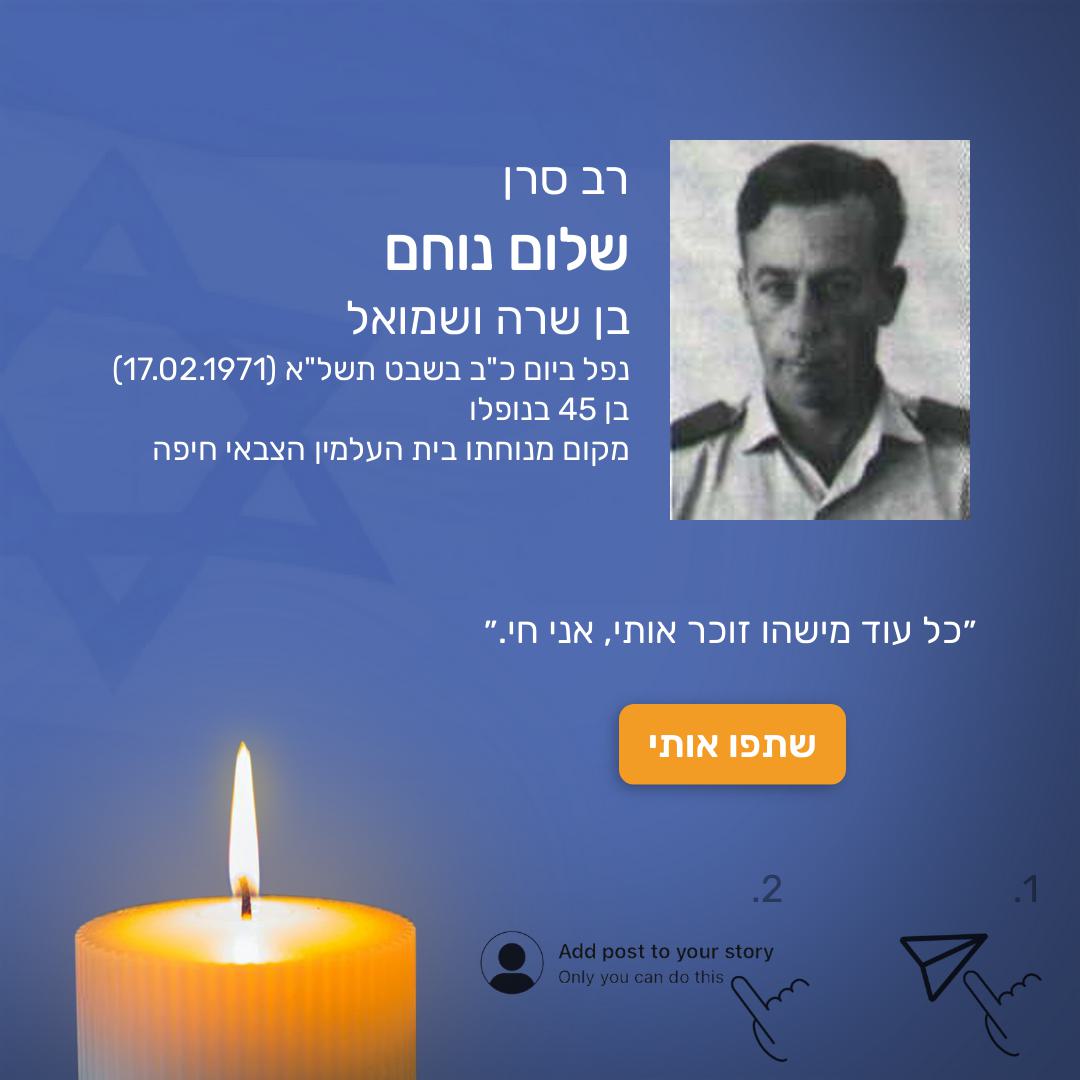 רב סרן
שלום נוחם
בן שרה ושמואל
נפל ביום כ"ב בשבט תשל"א (17.02.1971)
בן 45 בנופלו
מקום מנוחתו בית העלמין הצבאי חיפה
״כל עוד מישהו זוכר אותי, אני חי.״
שתפו אותי
1.
2.
Add post to your story
Only you can do this